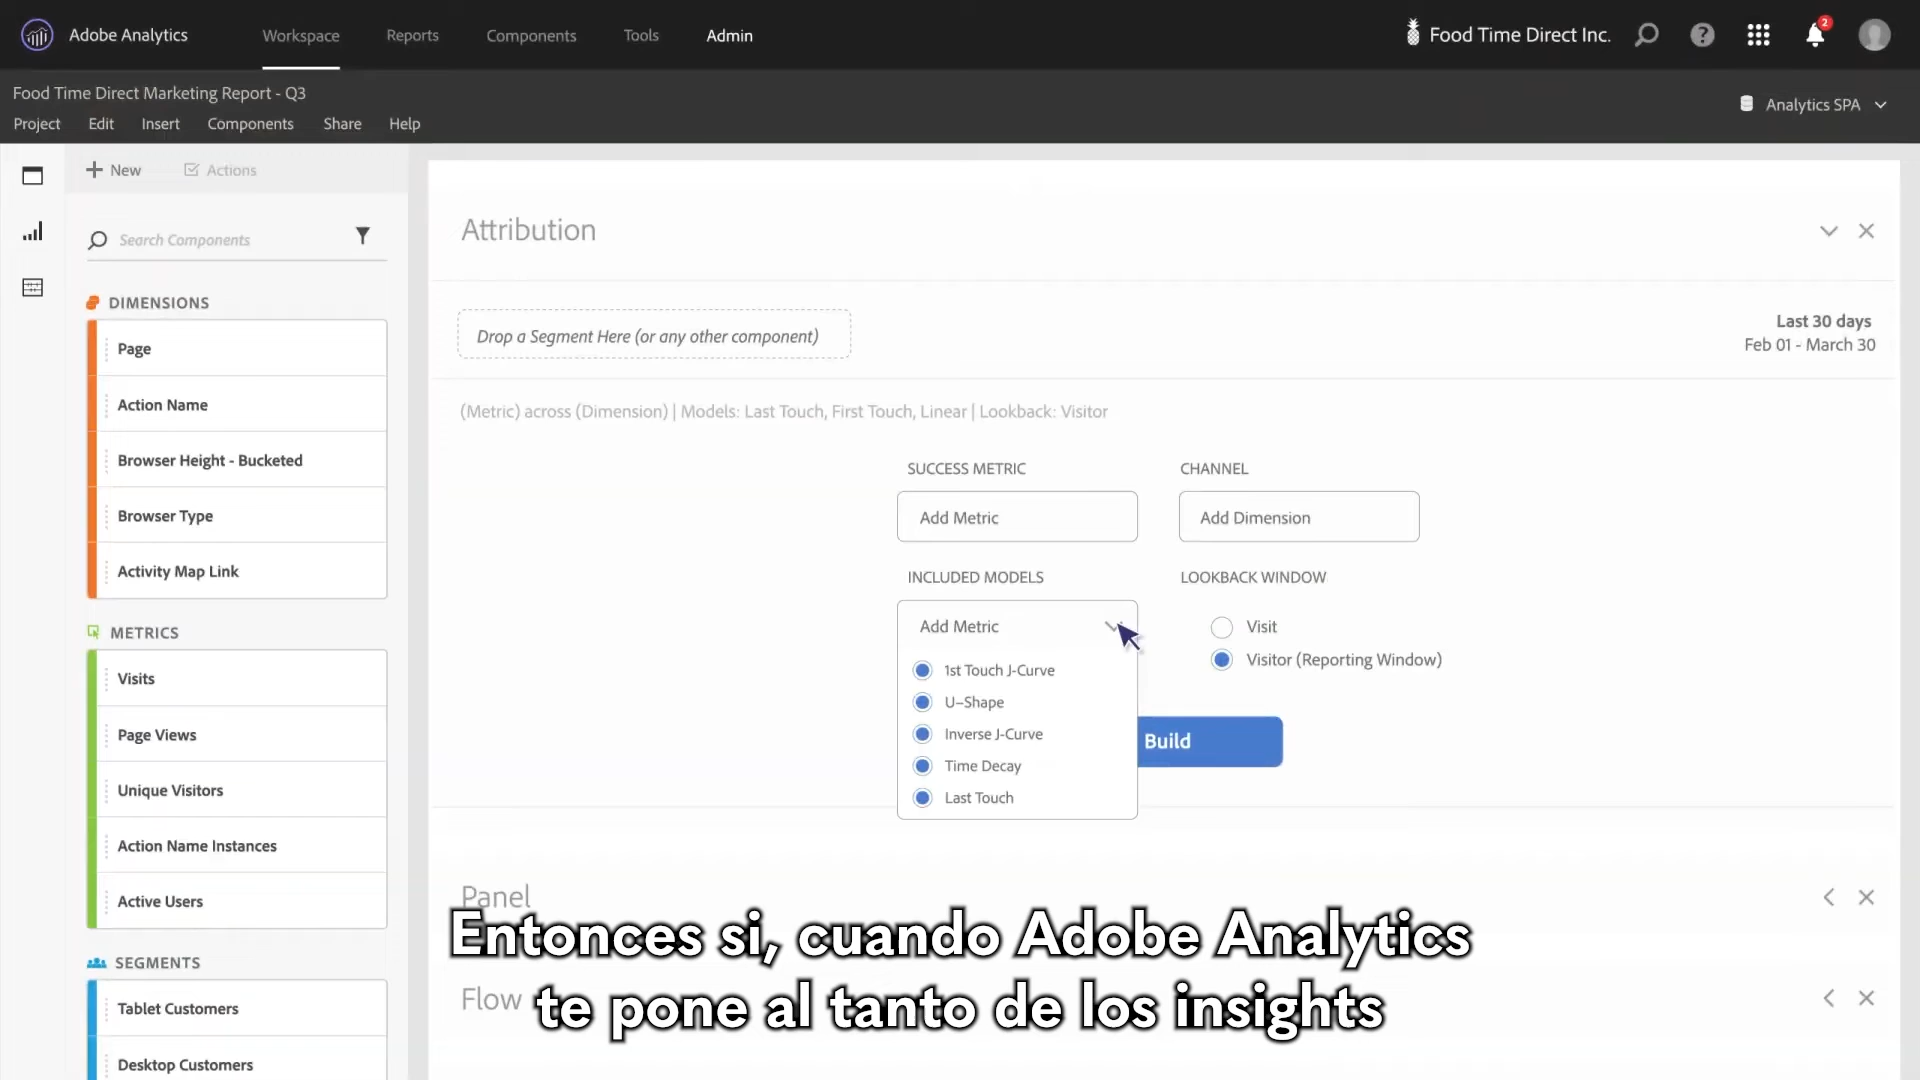 Adobe Analytics
Workspace
Reports
Components
Tools
Admin
Food Time Direct Inc.
?
2
Food Time Direct Marketing Report - Q3
Project
Edit
Insert
Components
Share
Help
Analytics SPA
+ New
Actions
Search Components
DIMENSIONS
Page
Action Name
Browser Height - Bucketed
Browser Type
Activity Map Link
METRICS
Visits
Page Views
Unique Visitors
Action Name Instances
Active Users
SEGMENTS
Tablet Customers
Desktop Customers
Attribution
Drop a Segment Here (or any other component)
Last 30 days
Feb 01 - March 30
(Metric) across (Dimension) | Models: Last Touch, First Touch, Linear | Lookback: Visitor
SUCCESS METRIC
Add Metric
CHANNEL
Add Dimension
INCLUDED MODELS
Add Metric
1st Touch J-Curve
U–Shape
Inverse J-Curve
Time Decay
Last Touch
LOOKBACK WINDOW
Visit
Visitor (Reporting Window)
Build
Panel
Flow
Entonces si, cuando Adobe Analytics
te pone al tanto de los insights